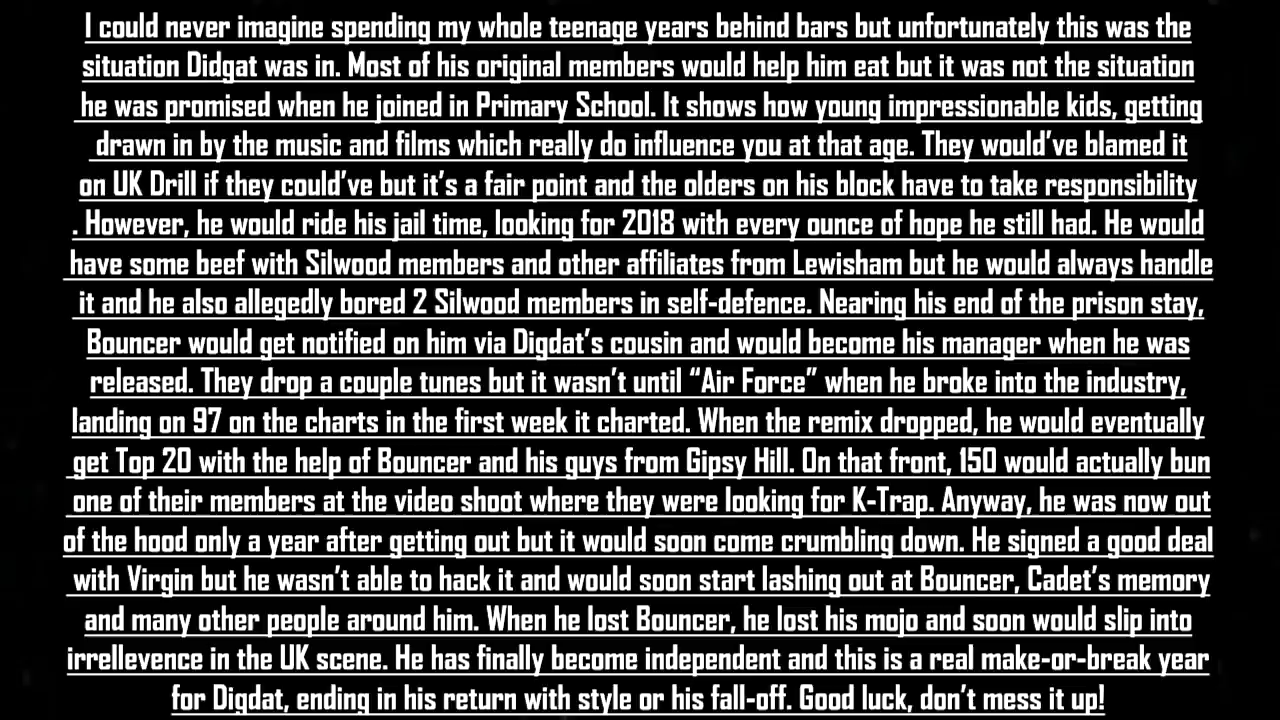 I could never imagine spending my whole teenage years behind bars but unfortunately this was the
situation Didgat was in. Most of his original members would help him eat but it was not the situation
he was promised when he joined in Primary School. It shows how young impressionable kids, getting
drawn in by the music and films which really do influence you at that age. They would’ve blamed it
on UK Drill if they could’ve but it’s a fair point and the olders on his block have to take responsibility
. However, he would ride his jail time, looking for 2018 with every ounce of hope he still had. He would
have some beef with Silwood members and other affiliates from Lewisham but he would always handle
it and he also allegedly bored 2 Silwood members in self-defence. Nearing his end of the prison stay,
Bouncer would get notified on him via Digdat’s cousin and would become his manager when he was
released. They drop a couple tunes but it wasn’t until “Air Force” when he broke into the industry,
landing on 97 on the charts in the first week it charted. When the remix dropped, he would eventually
get Top 20 with the help of Bouncer and his guys from Gipsy Hill. On that front, 150 would actually bun
one of their members at the video shoot where they were looking for K-Trap. Anyway, he was now out
of the hood only a year after getting out but it would soon come crumbling down. He signed a good deal
with Virgin but he wasn’t able to hack it and would soon start lashing out at Bouncer, Cadet’s memory
and many other people around him. When he lost Bouncer, he lost his mojo and soon would slip into
irrellevence in the UK scene. He has finally become independent and this is a real make-or-break year
for Digdat, ending in his return with style or his fall-off. Good luck, don’t mess it up!